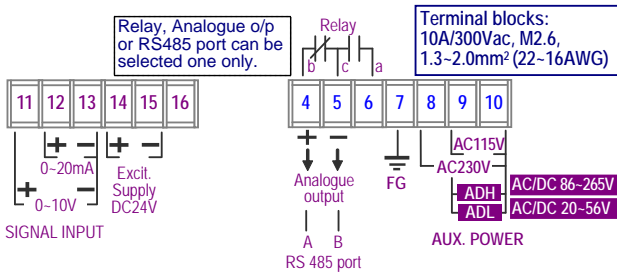 Relay, Analogue o/p
or RS485 port can be
selected one only.
Relay
b c a
Terminal blocks:
10A/300Vac, M2.6,
1.3~2.0mm² (22~16AWG)
11 12 13 14 15 16
4 5 6 7 8 9 10
+ − + −
0~20mA
+ −
0~10V
Excit.
Supply
DC24V
SIGNAL INPUT
+ −
Analogue
output
A B
RS 485 port
FG
AC115V
AC230V
ADH AC/DC 86~265V
ADL AC/DC 20~56V
AUX. POWER